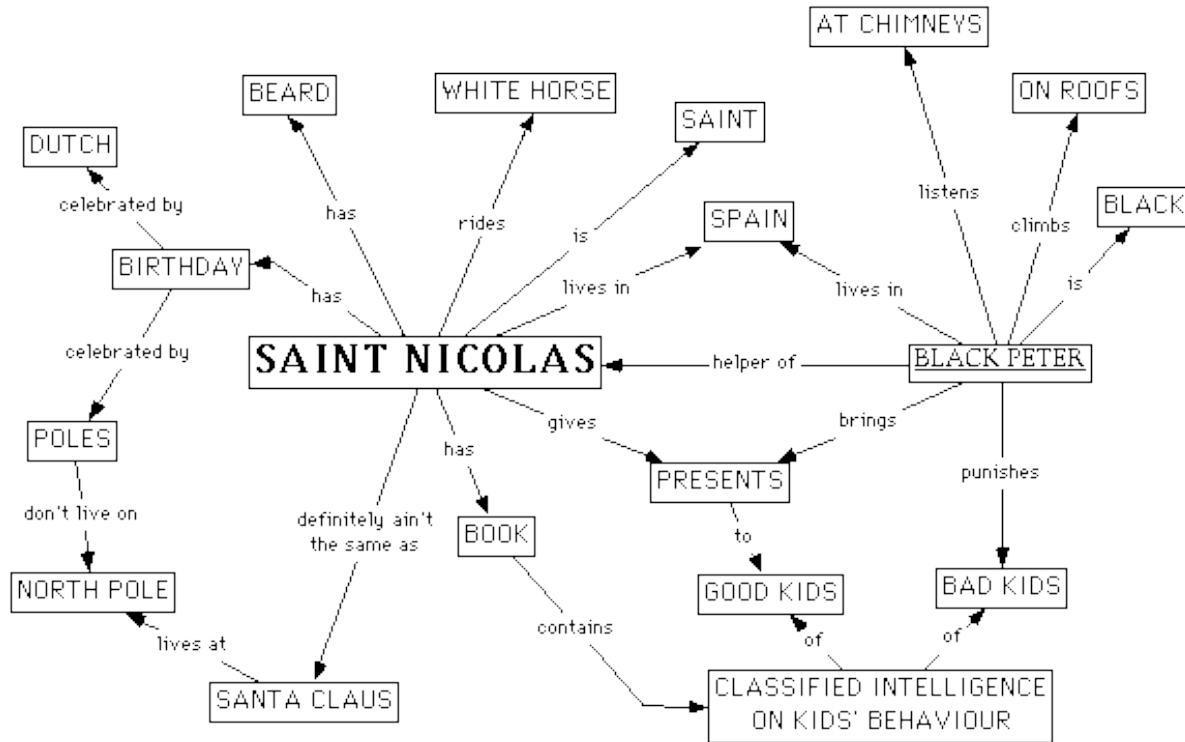 AT CHIMNEYS
BEARD
WHITE HORSE
ON ROOFS
SAINT
DUTCH
celebrated by
has
rides
is
listens
climbs
BLACK
SPAIN
BIRTHDAY
has
lives in
lives in
is
SAINT NICOLAS
helper of
BLACK PETER
celebrated by
gives
brings
POLES
has
PRESENTS
punishes
don't live on
definitely ain't
the same as
BOOK
to
NORTH POLE
GOOD KIDS
BAD KIDS
lives at
contains
of
of
SANTA CLAUS
CLASSIFIED INTELLIGENCE
ON KIDS' BEHAVIOUR